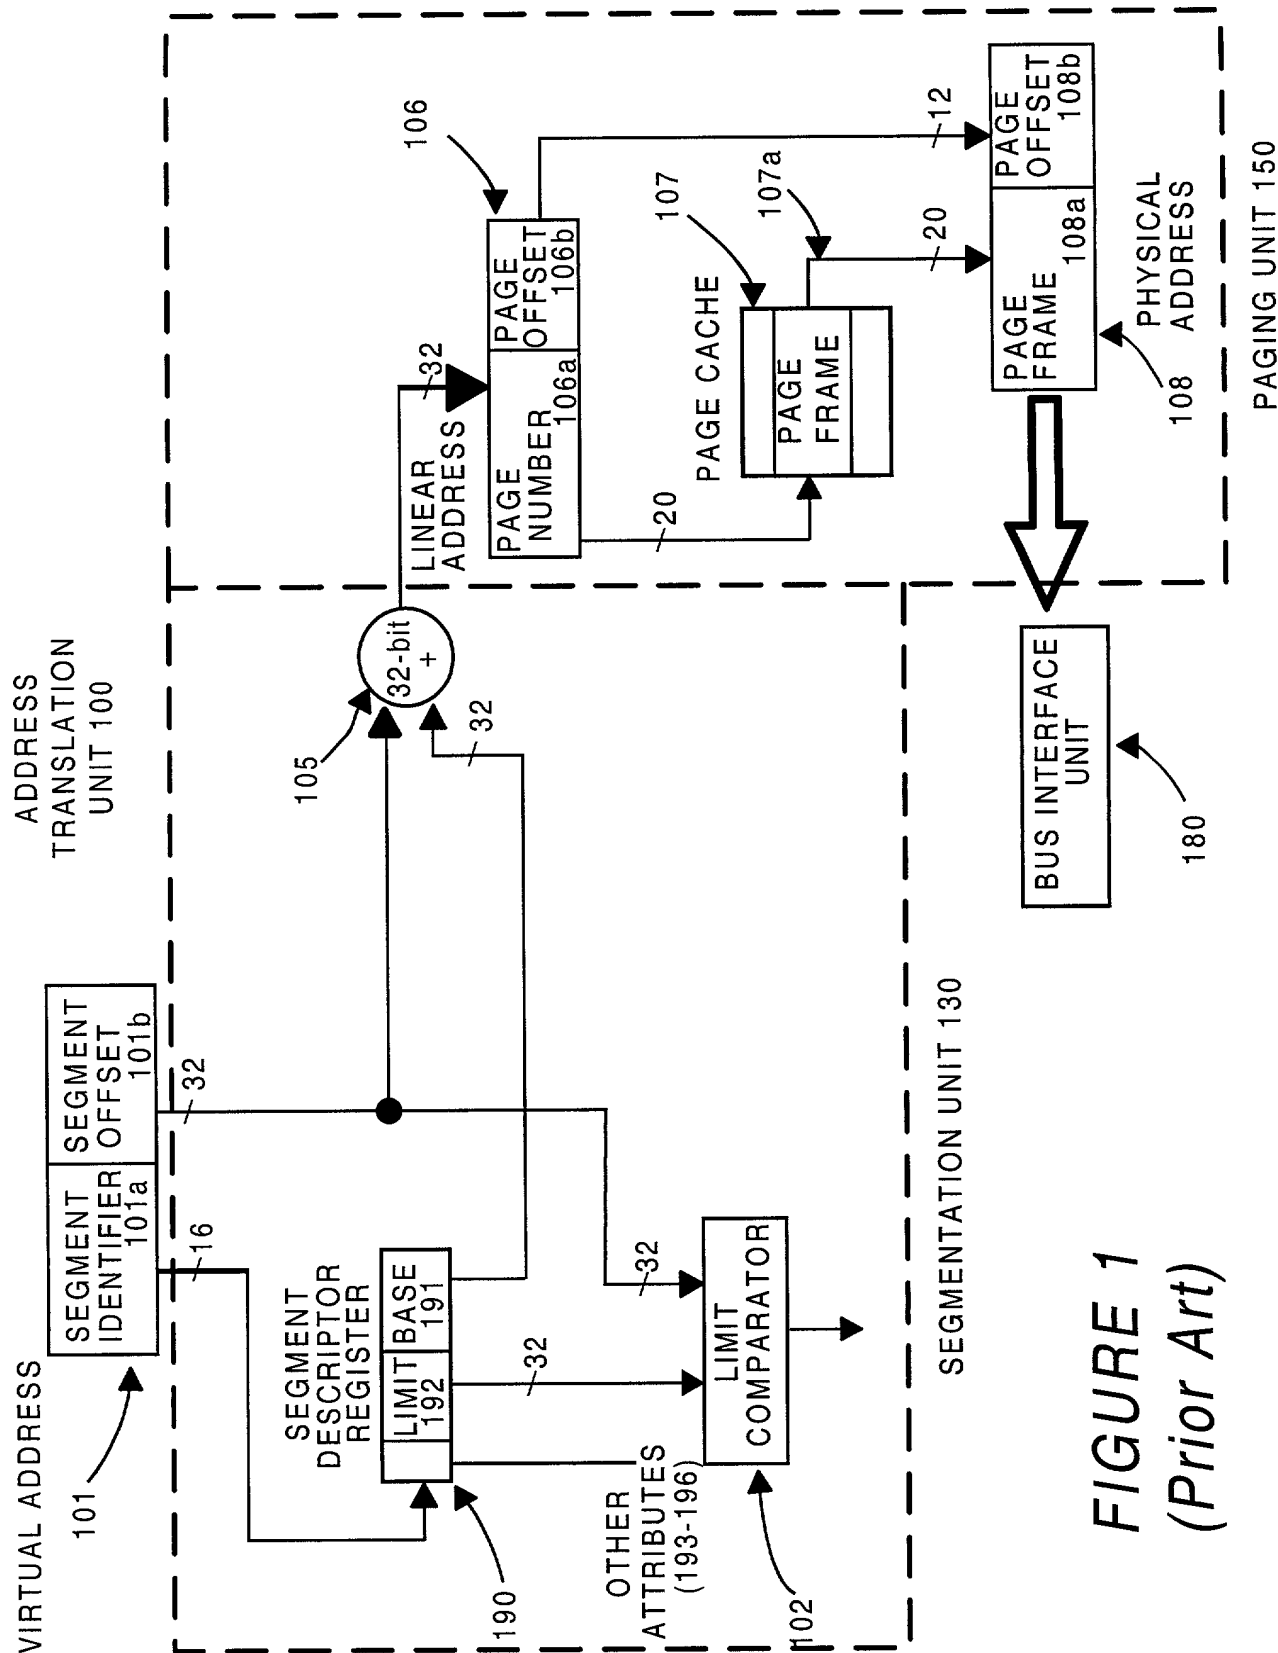 ADDRESS
TRANSLATION
UNIT 100
VIRTUAL ADDRESS
101
SEGMENT
IDENTIFIER
101a
SEGMENT
OFFSET
101b
16
32
SEGMENT
DESCRIPTOR
REGISTER
LIMIT
192
BASE
191
190
32
32
32
OTHER
ATTRIBUTES
(193-196)
LIMIT
COMPARATOR
102
105
32-bit
+
SEGMENTATION UNIT 130
LINEAR
ADDRESS
32
106
PAGE
NUMBER
106a
PAGE
OFFSET
106b
20
PAGE CACHE
107
PAGE
FRAME
107a
20
12
PAGE
FRAME
108a
PAGE
OFFSET
108b
108
PHYSICAL
ADDRESS
PAGING UNIT 150
BUS INTERFACE
UNIT
180
FIGURE 1
(Prior Art)